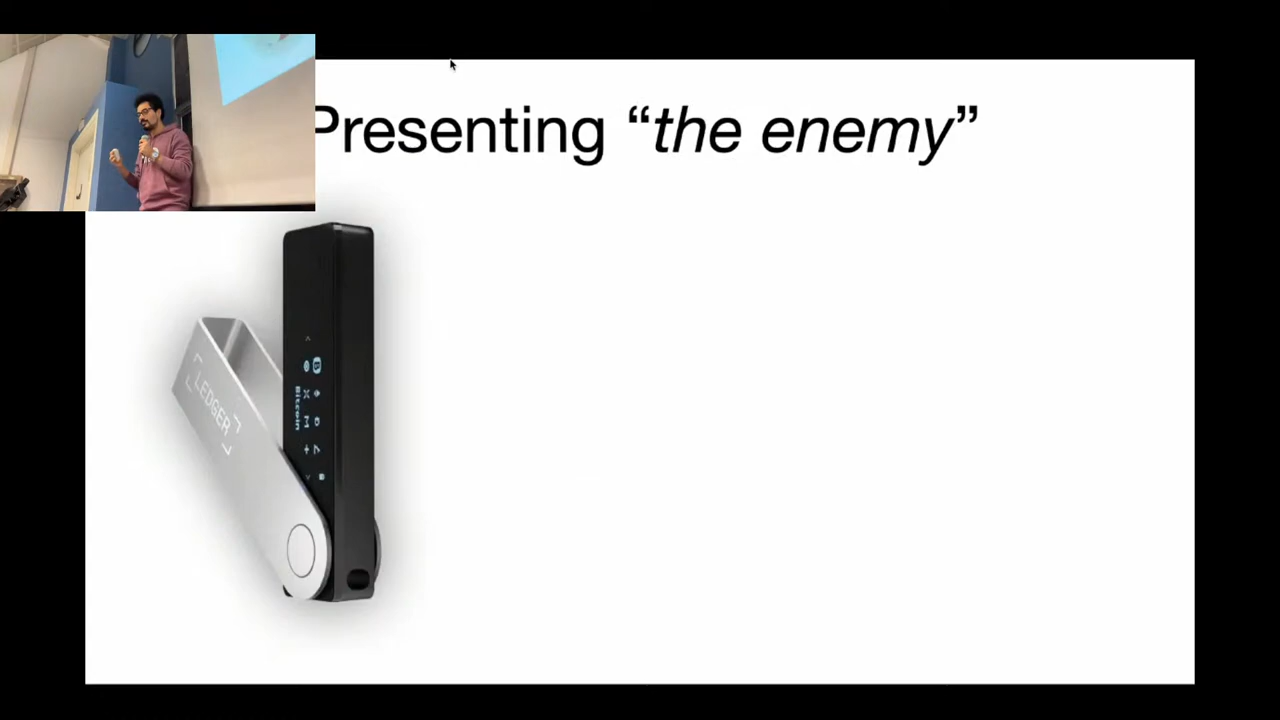 Presenting “the enemy”
LEDGER
Bitcoin